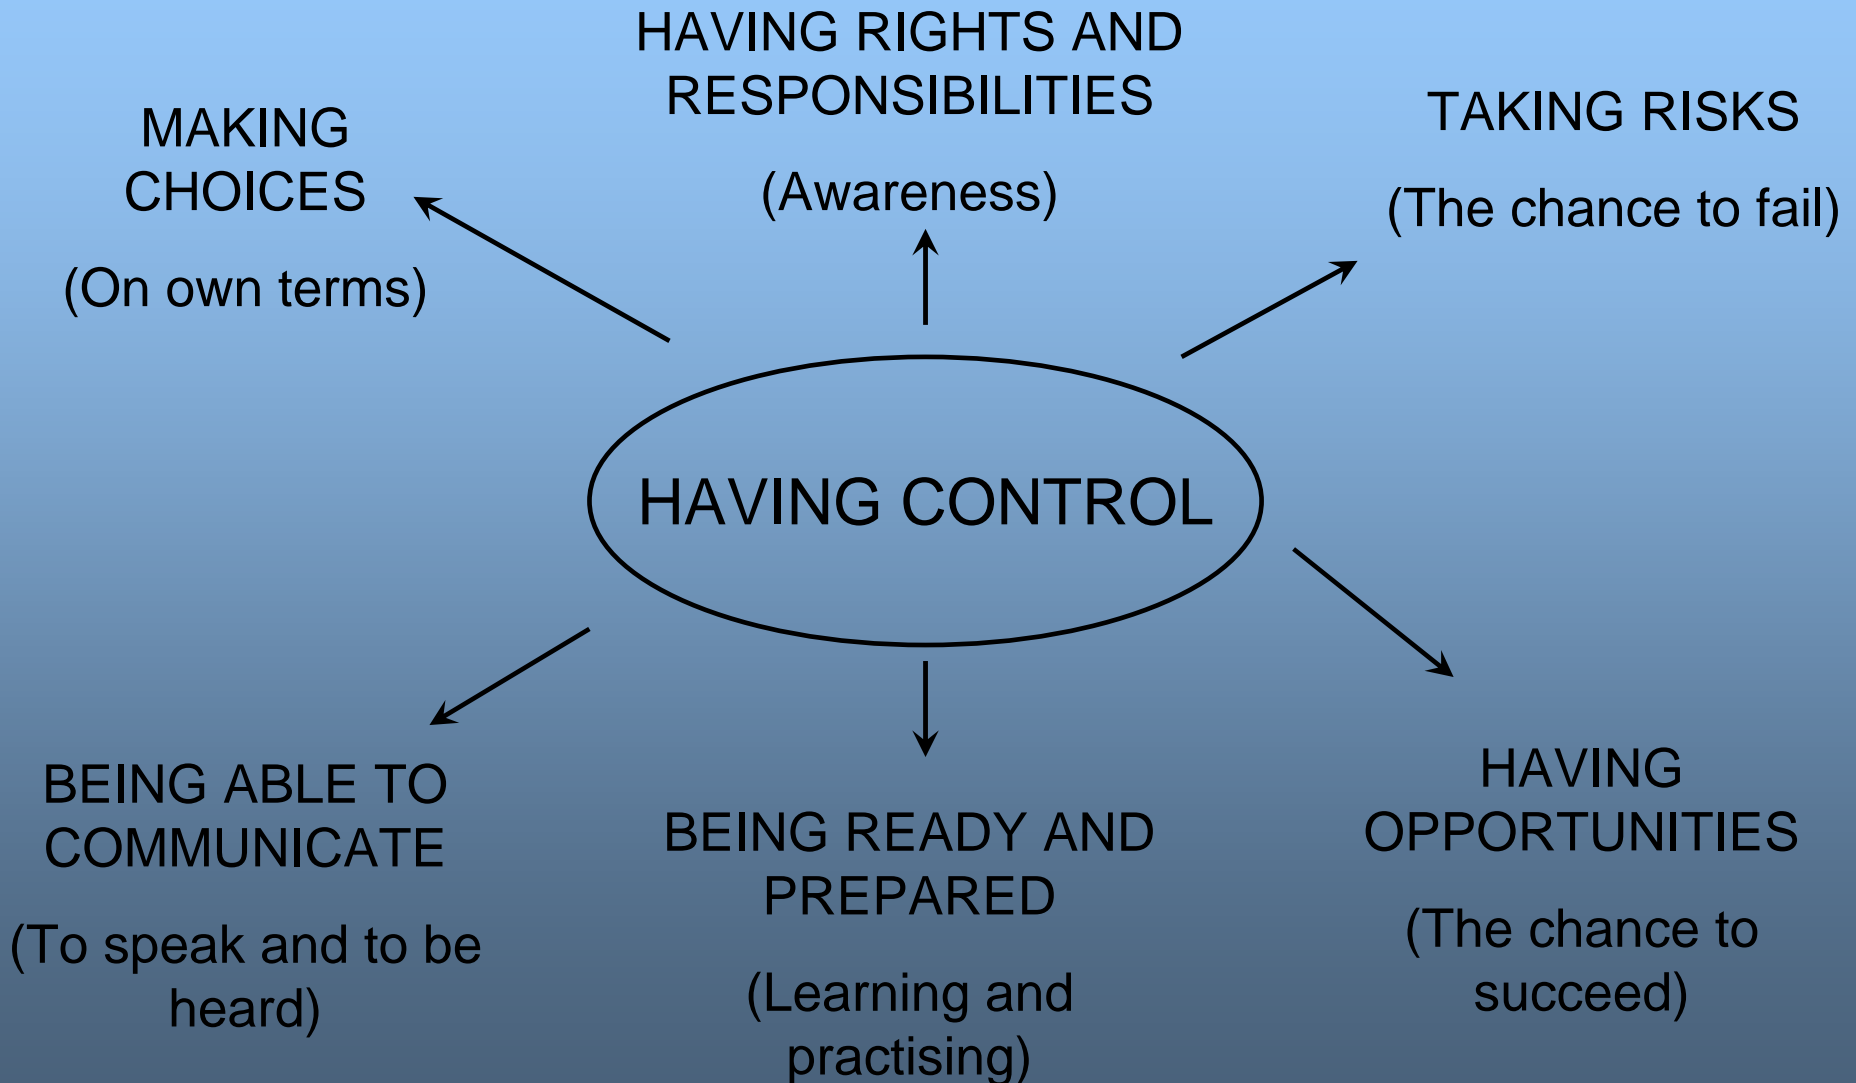 HAVING RIGHTS AND
RESPONSIBILITIES
(Awareness)
MAKING
CHOICES
(On own terms)
TAKING RISKS
(The chance to fail)
HAVING CONTROL
BEING ABLE TO
COMMUNICATE
(To speak and to be
heard)
BEING READY AND
PREPARED
(Learning and
practising)
HAVING
OPPORTUNITIES
(The chance to
succeed)